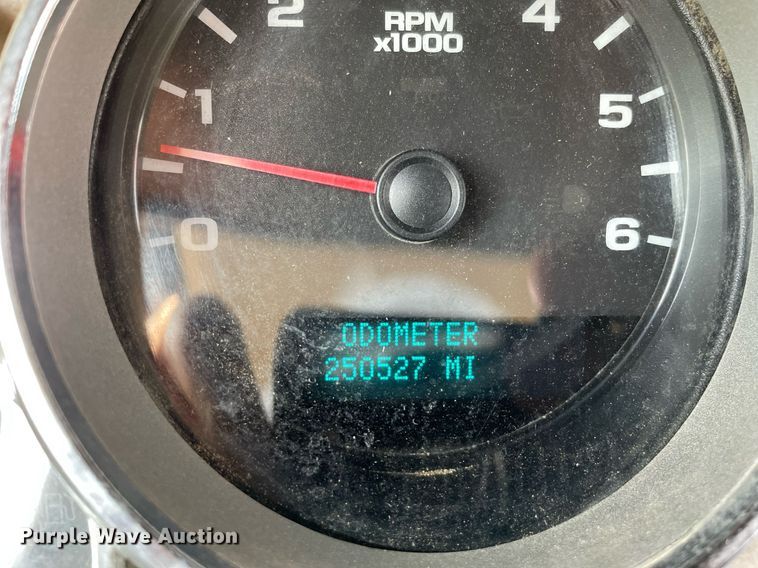 2
RPM
x1000
4
1
5
0
6
ODOMETER
250527 MI
Purple Wave Auction®